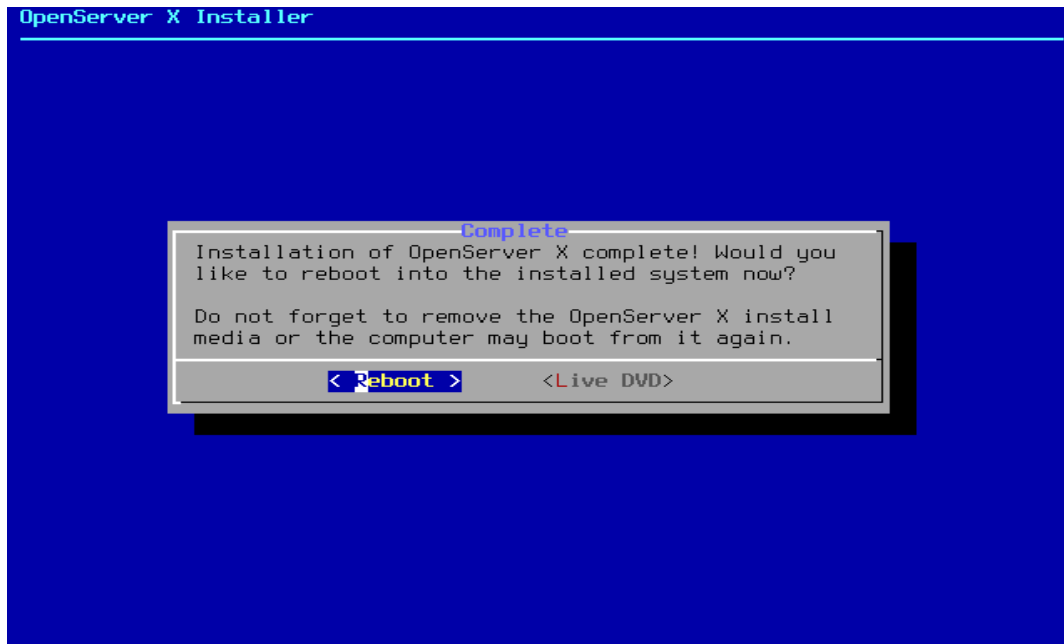 OpenServer X Installer
Complete
Installation of OpenServer X complete! Would you
like to reboot into the installed system now?
Do not forget to remove the OpenServer X install
media or the computer may boot from it again.
< Reboot > <Live DVD>